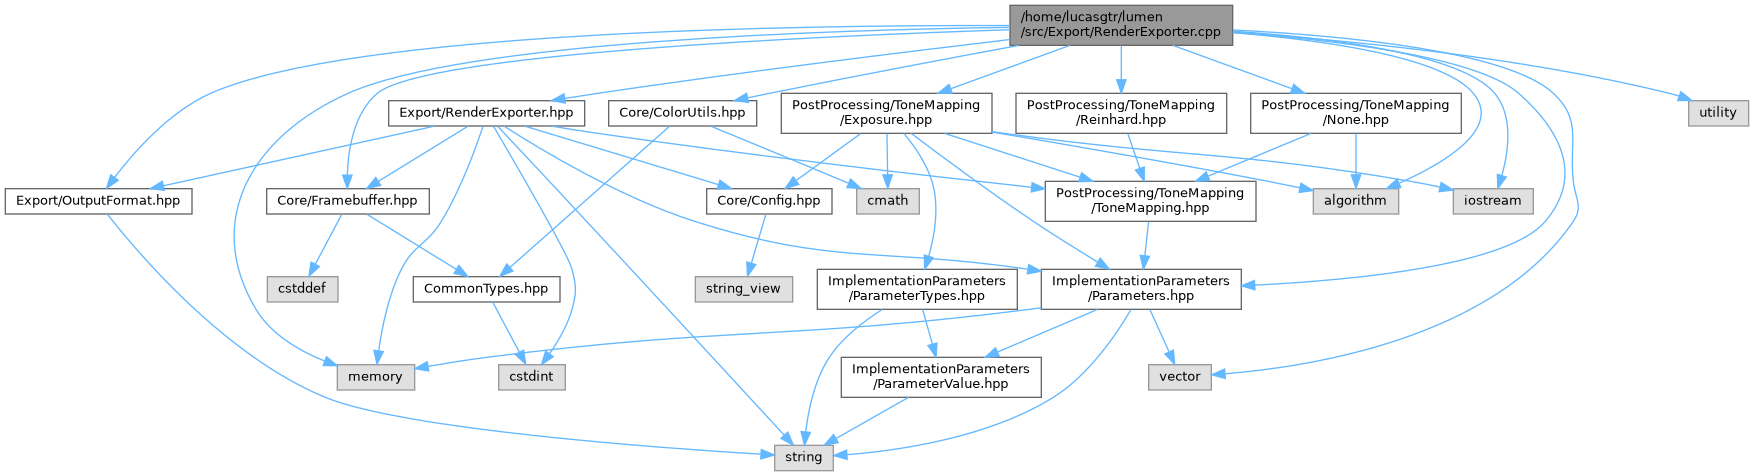 /home/lucasgtr/lumen
/src/Export/RenderExporter.cpp
Export/RenderExporter.hpp
Core/ColorUtils.hpp
PostProcessing/ToneMapping
/Exposure.hpp
PostProcessing/ToneMapping
/Reinhard.hpp
PostProcessing/ToneMapping
/None.hpp
utility
Export/OutputFormat.hpp
Core/Framebuffer.hpp
Core/Config.hpp
cmath
PostProcessing/ToneMapping
/ToneMapping.hpp
algorithm
iostream
cstddef
CommonTypes.hpp
string_view
ImplementationParameters
/ParameterTypes.hpp
ImplementationParameters
/Parameters.hpp
memory
cstdint
ImplementationParameters
/ParameterValue.hpp
vector
string